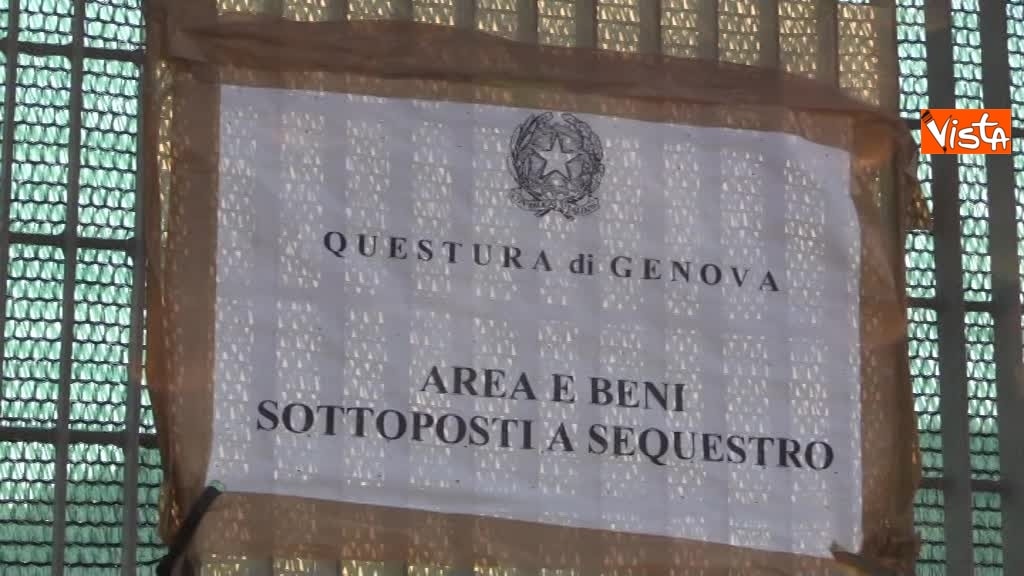 VISTA
QUESTURA di GENOVA
AREA E BENI
SOTTOPOSTI A SEQUESTRO